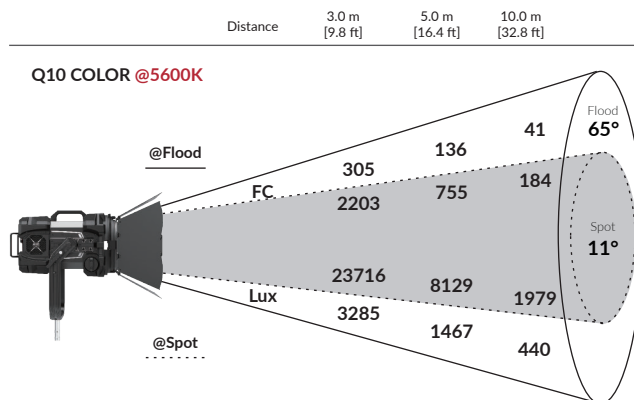 Distance 3.0 m 5.0 m 10.0 m
[9.8 ft] [16.4 ft] [32.8 ft]
Q10 COLOR @5600K
Flood
65°
41
136
@Flood
305
184
FC
755
2203
Spot
11°
23716
8129
Lux
1979
3285
1467
@Spot
440